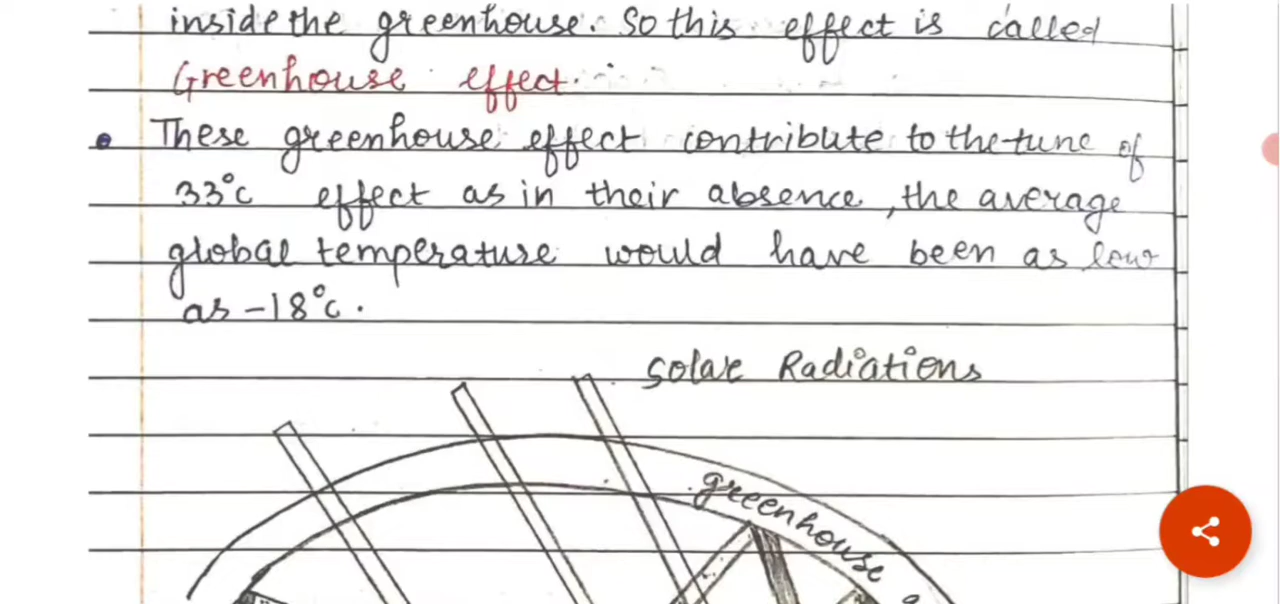 inside the greenhouse. So this effect is called
Greenhouse effect.
These greenhouse effect contribute to the tune of
33°c effect as in their absence, the average
global temperature would have been as low
as -18°c.
Solar Radiations
greenhouse